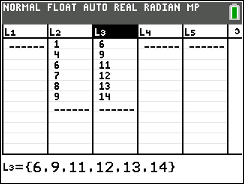 NORMAL FLOAT AUTO REAL RADIAN MP
L1 L2 L3 L4 L5 3
------ 1 6 ------ ------
4 9
6 11
7 12
8 13
9 14
------ ------
L3={6,9,11,12,13,14}